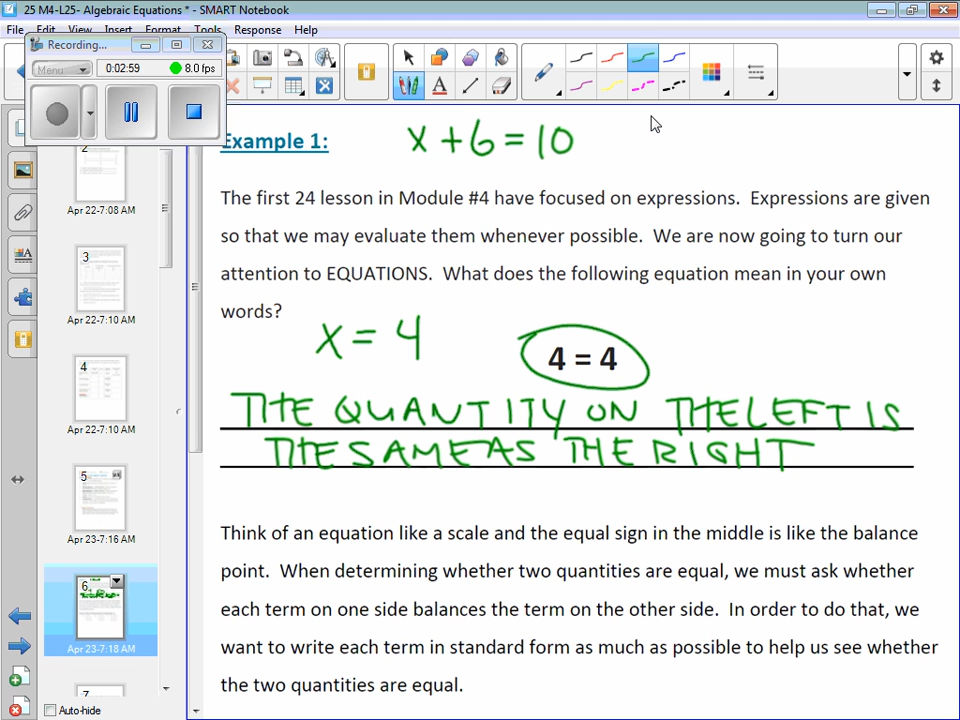 25 M4-L25- Algebraic Equations * - SMART Notebook
File Edit View Insert Format Tools Response Help
Recording...
Menu 0:02:59 8.0 fps
Example 1: x + 6 = 10
The first 24 lesson in Module #4 have focused on expressions. Expressions are given
so that we may evaluate them whenever possible. We are now going to turn our
attention to EQUATIONS. What does the following equation mean in your own
words?
x = 4
4 = 4
THE QUANTITY ON THE LEFT IS
THE SAME AS THE RIGHT
Think of an equation like a scale and the equal sign in the middle is like the balance
point. When determining whether two quantities are equal, we must ask whether
each term on one side balances the term on the other side. In order to do that, we
want to write each term in standard form as much as possible to help us see whether
the two quantities are equal.
2
Apr 22-7:08 AM
3
Apr 22-7:10 AM
4
Apr 22-7:10 AM
5
Apr 23-7:16 AM
6
Apr 23-7:18 AM
7
Auto-hide